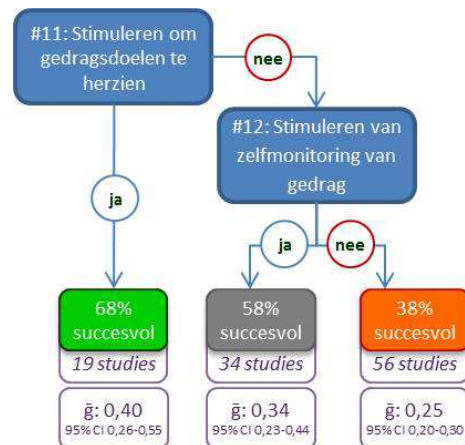 #11: Stimuleren om
gedragsdoelen te
herzien
nee
#12: Stimuleren van
zelfmonitoring van
gedrag
ja
ja
nee
68%
succesvol
19 studies
ḡ: 0,40
95% CI 0,26-0,55
58%
succesvol
34 studies
ḡ: 0,34
95% CI 0,23-0,44
38%
succesvol
56 studies
ḡ: 0,25
95% CI 0,20-0,30